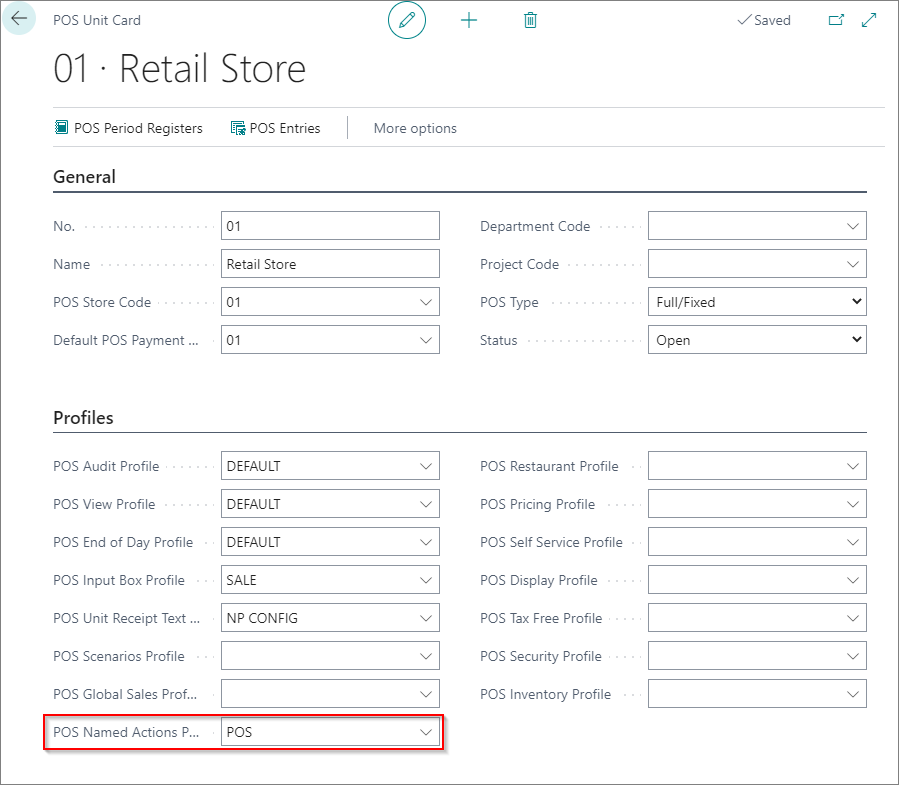 POS Unit Card
Saved
01 · Retail Store
POS Period Registers
POS Entries
More options
General
No.
01
Name
Retail Store
POS Store Code
01
Default POS Payment ...
01
Department Code
Project Code
POS Type
Full/Fixed
Status
Open
Profiles
POS Audit Profile
DEFAULT
POS View Profile
DEFAULT
POS End of Day Profile
DEFAULT
POS Input Box Profile
SALE
POS Unit Receipt Text ...
NP CONFIG
POS Scenarios Profile
POS Global Sales Prof...
POS Named Actions P...
POS
POS Restaurant Profile
POS Pricing Profile
POS Self Service Profile
POS Display Profile
POS Tax Free Profile
POS Security Profile
POS Inventory Profile